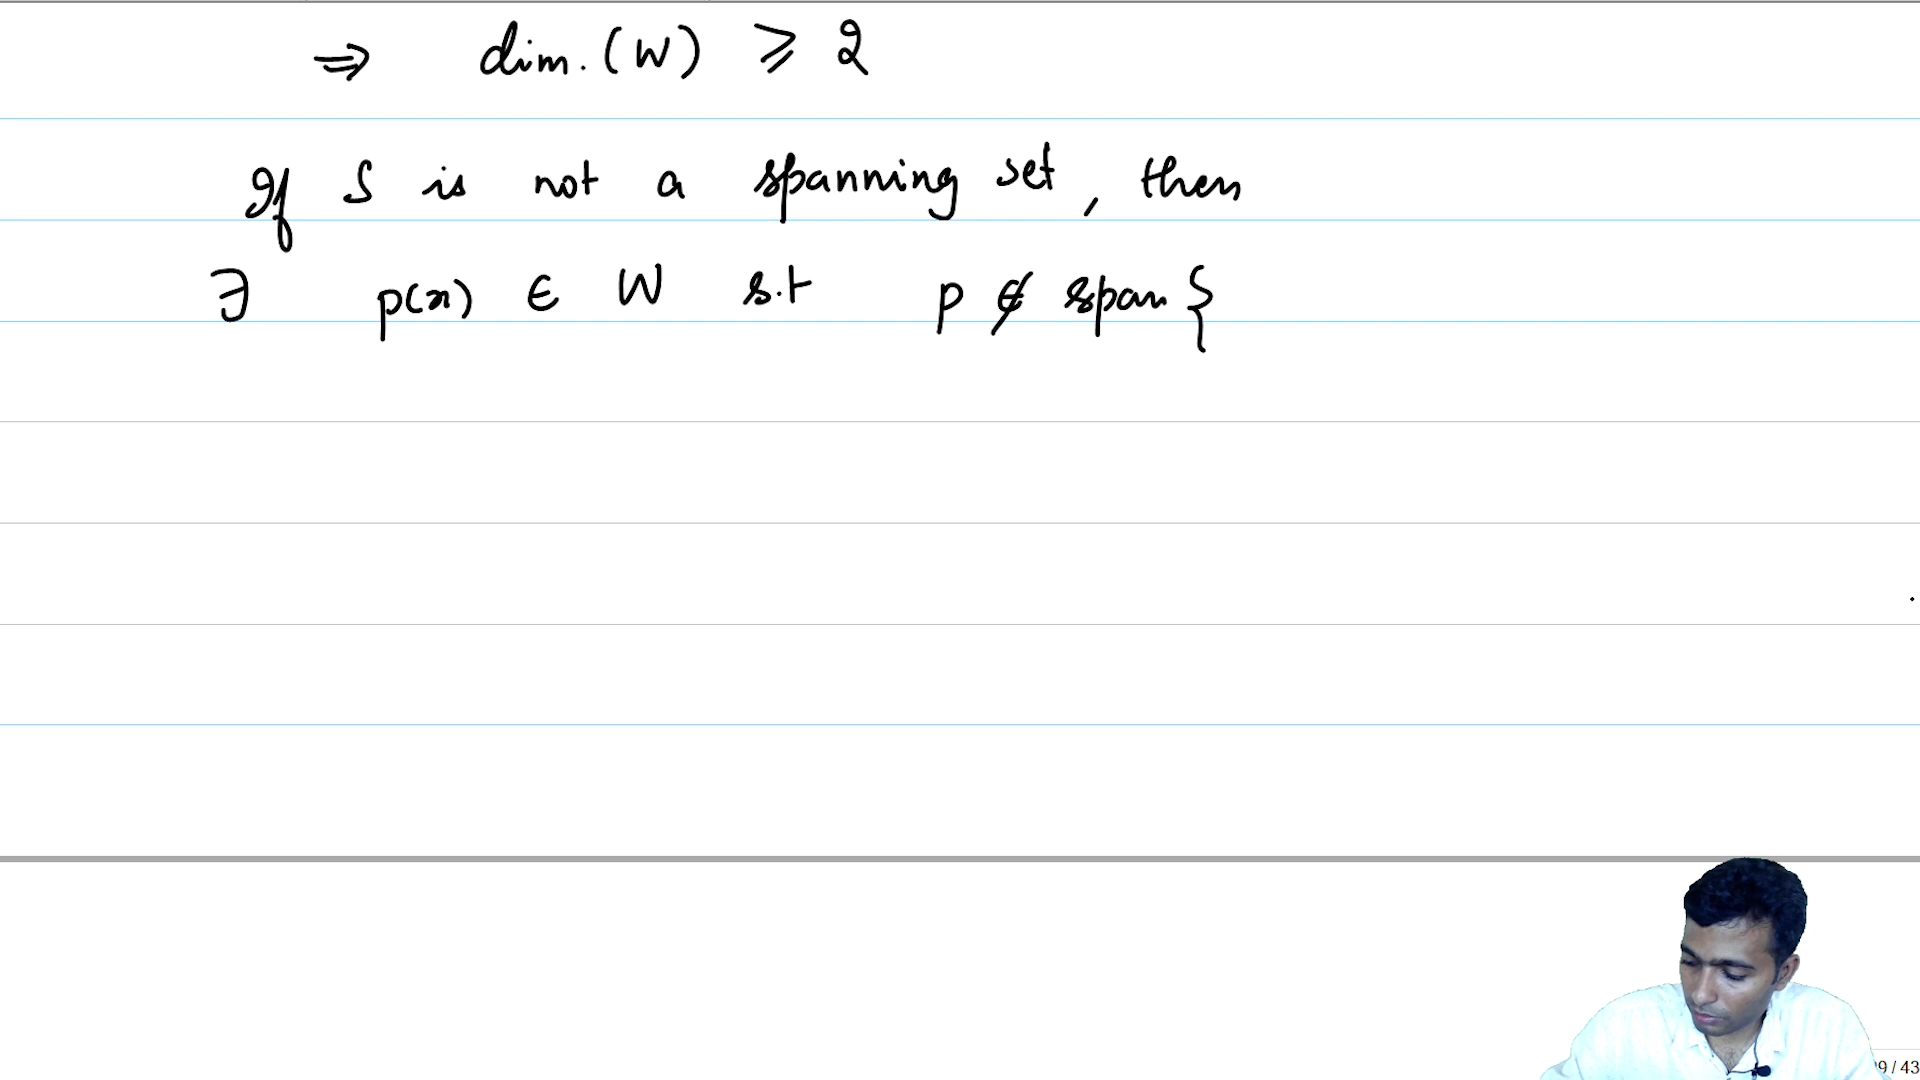 ⇒ dim. (W) ⩾ 2
If S is not a spanning set, then
∃ p(x) ∈ W s.t p ∉ span {
9 / 43